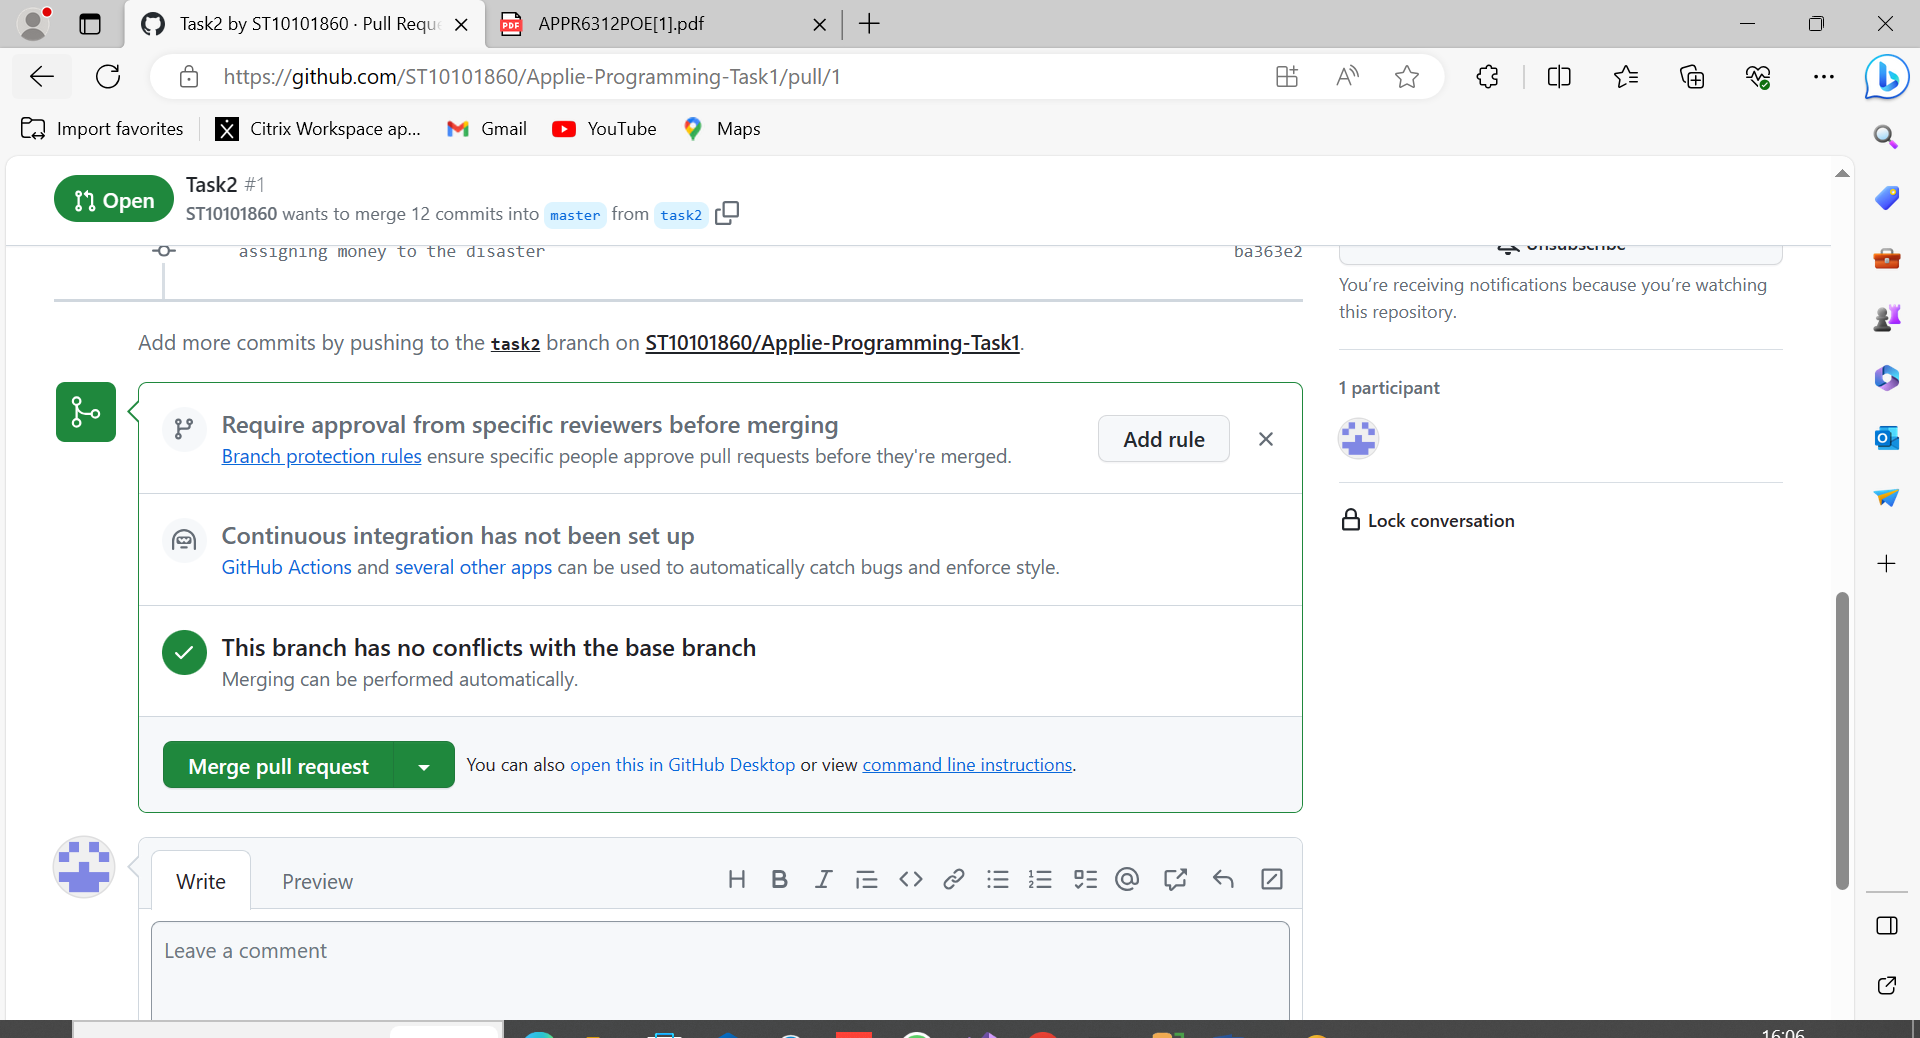 Task2 by ST10101860 · Pull Reque
APPR6312POE[1].pdf
https://github.com/ST10101860/Applie-Programming-Task1/pull/1
Import favorites
Citrix Workspace ap...
Gmail
YouTube
Maps
Open
Task2 #1
ST10101860 wants to merge 12 commits into master from task2
assigning money to the disaster
ba363e2
Unsubscribe
You're receiving notifications because you're watching
this repository.
Add more commits by pushing to the task2 branch on ST10101860/Applie-Programming-Task1.
1 participant
Require approval from specific reviewers before merging
Branch protection rules ensure specific people approve pull requests before they're merged.
Add rule
Lock conversation
Continuous integration has not been set up
GitHub Actions and several other apps can be used to automatically catch bugs and enforce style.
This branch has no conflicts with the base branch
Merging can be performed automatically.
Merge pull request
You can also open this in GitHub Desktop or view command line instructions.
Write
Preview
Leave a comment
16:06